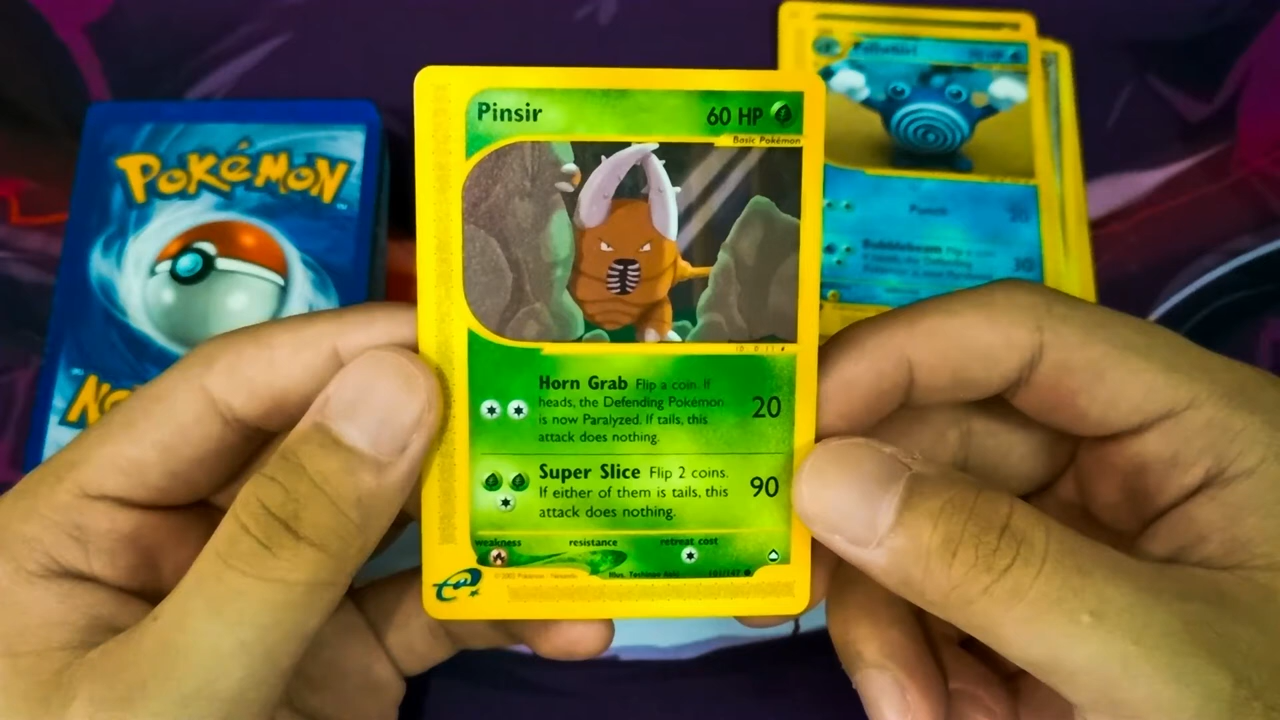 Pinsir
60 HP
Basic Pokémon
Horn Grab Flip a coin. If
heads, the Defending Pokémon
is now Paralyzed. If tails, this
attack does nothing.
20
Super Slice Flip 2 coins.
If either of them is tails, this
attack does nothing.
90
weakness
resistance
retreat cost
POKéMON